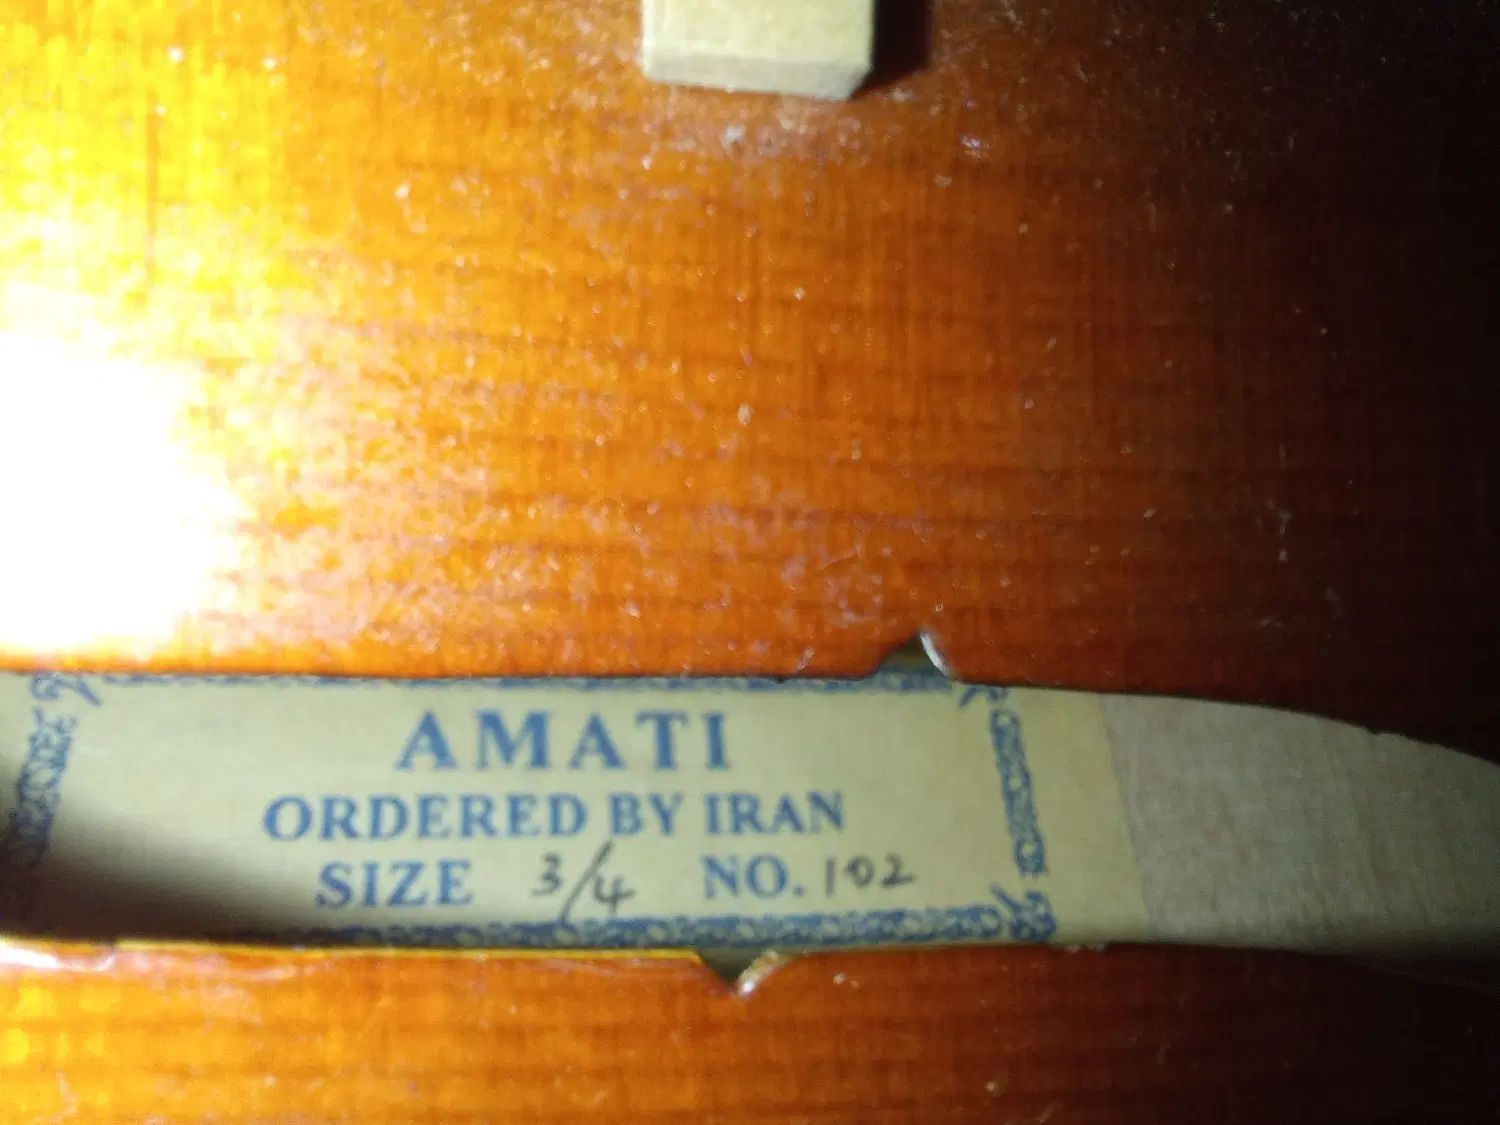 AMATI
ORDERED BY IRAN
SIZE 3/4 NO. 102